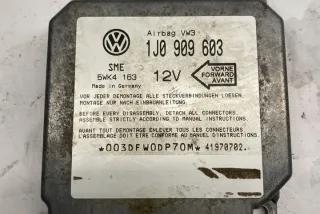 Airbag VW3
1J0 909 603
SME
5WK4 163
Made in Germany
12V
VORNE
FORWARD
AVANT
VOR JEDER DEMONTAGE ALLE STECKVERBINDUNGEN LOESEN
MONTAGE NUR NACH EINBAUANLEITUNG.
BEFORE EVERY DISASSEMBLY, DETACH ALL CONNECTORS
ASSEMBLE STRICTLY ACCORDING TO MANUAL INSTRUCTIONS.
AVANT TOUT DEMONTAGE ENLEVER TOUS LES CONNECTEURS
L'ASSEMBLAGE DOIT ETRE CONFORME AU MANUEL D'INSTRUCTIONS
*003DFWODP70M* 41970702.